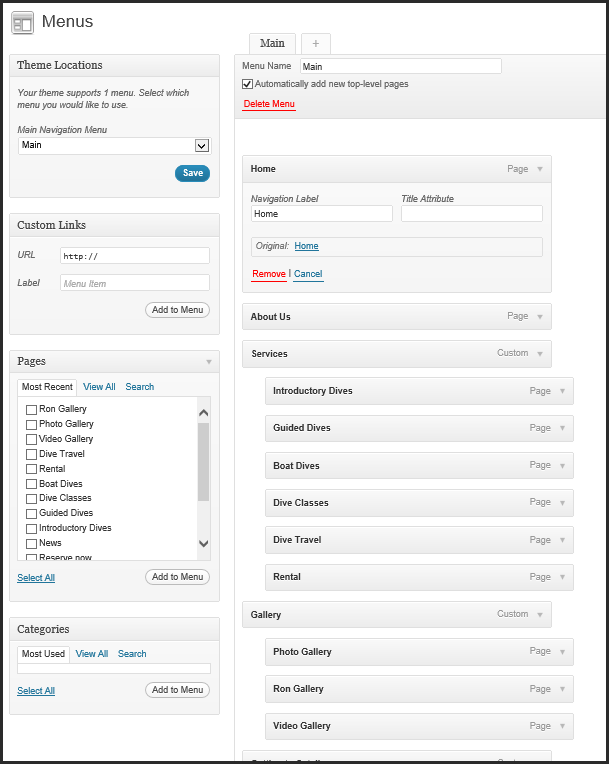 Menus
Theme Locations
Your theme supports 1 menu. Select which
menu you would like to use.
Main Navigation Menu
Main
Save
Custom Links
URL
http://
Label
Menu Item
Add to Menu
Pages
Most Recent View All Search
Ron Gallery
Photo Gallery
Video Gallery
Dive Travel
Rental
Boat Dives
Dive Classes
Guided Dives
Introductory Dives
News
Reserve now
Select All
Add to Menu
Categories
Most Used View All Search
Select All
Add to Menu
Main +
Menu Name Main
Automatically add new top-level pages
Delete Menu
Home Page
Navigation Label Title Attribute
Home
Original: Home
Remove | Cancel
About Us Page
Services Custom
Introductory Dives Page
Guided Dives Page
Boat Dives Page
Dive Classes Page
Dive Travel Page
Rental Page
Gallery Custom
Photo Gallery Page
Ron Gallery Page
Video Gallery Page